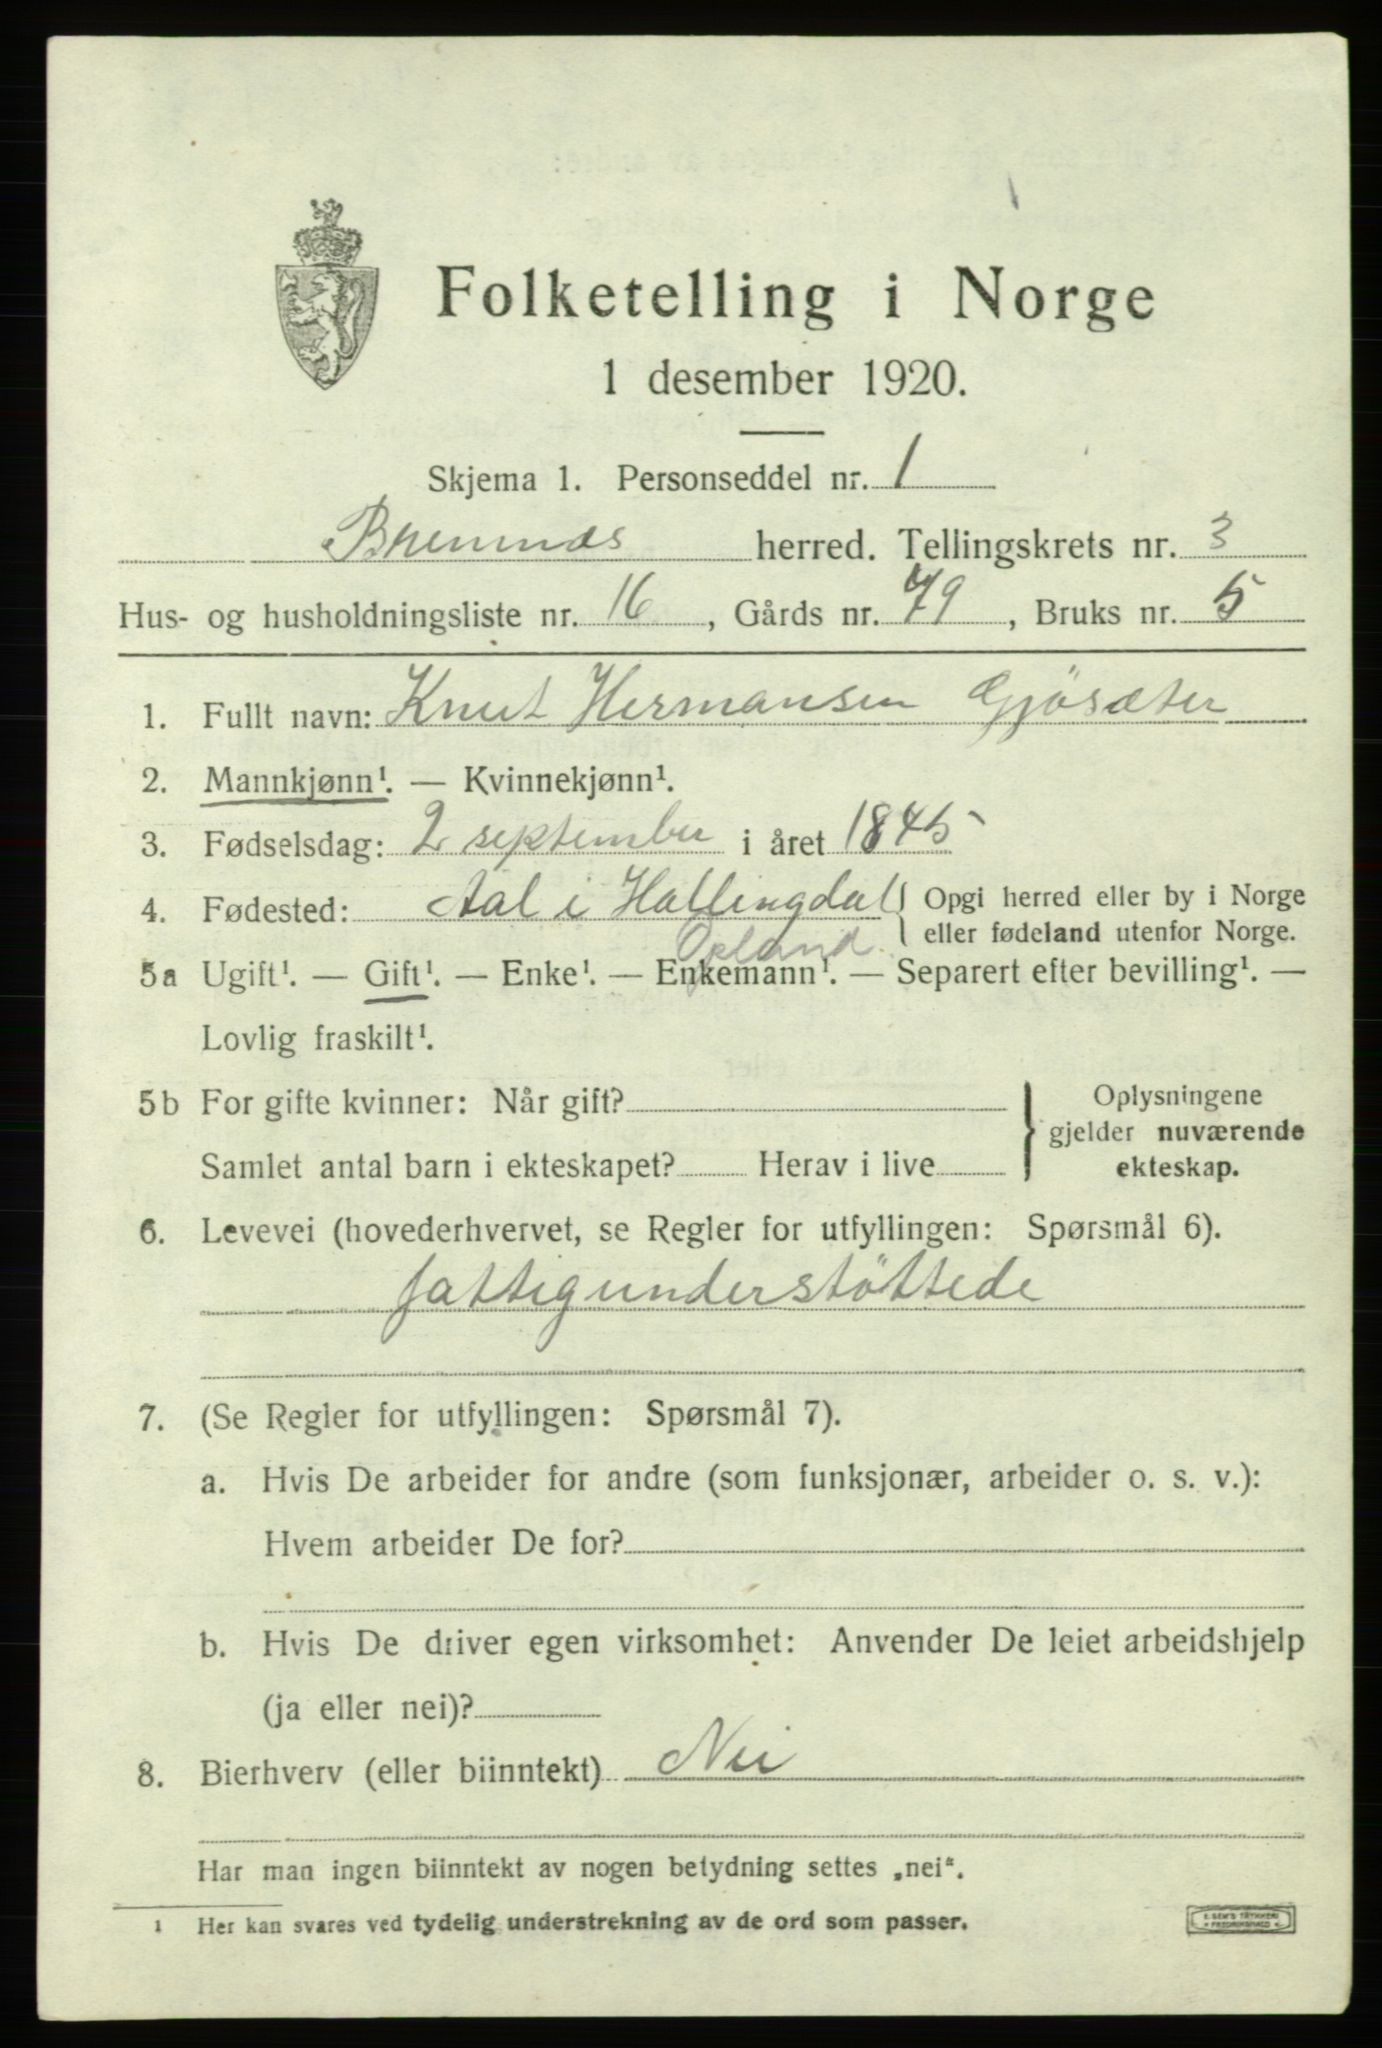 Folketelling i Norge
1 desember 1920.
Skjema 1. Personseddel nr. 1
Bremnes herred. Tellingskrets nr. 3
Hus- og husholdningsliste nr. 16, Gårds nr. 79, Bruks nr. 5
1. Fullt navn: Knut Hermansen Gjösæter
2. Mannkjønn¹. — Kvinnekjønn¹.
3. Fødselsdag: 2 september i året 1845
4. Fødested: Aal i Hallingdal { Opgi herred eller by i Norge
eller fødeland utenfor Norge.
Opland
5a Ugift¹. — Gift¹. — Enke¹. — Enkemann¹. — Separert efter bevilling¹. —
Lovlig fraskilt¹.
5b For gifte kvinner: Når gift? } Oplysningene
gjelder nuværende
Samlet antal barn i ekteskapet? Herav i live ekteskap.
6. Levevei (hovederhvervet, se Regler for utfyllingen: Spørsmål 6).
fattigunderstöttede
7. (Se Regler for utfyllingen: Spørsmål 7).
a. Hvis De arbeider for andre (som funksjonær, arbeider o. s. v.):
Hvem arbeider De for?
b. Hvis De driver egen virksomhet: Anvender De leiet arbeidshjelp
(ja eller nei)?
8. Bierhverv (eller biinntekt) Nei
Har man ingen biinntekt av nogen betydning settes „nei“.
¹ Her kan svares ved tydelig understrekning av de ord som passer.